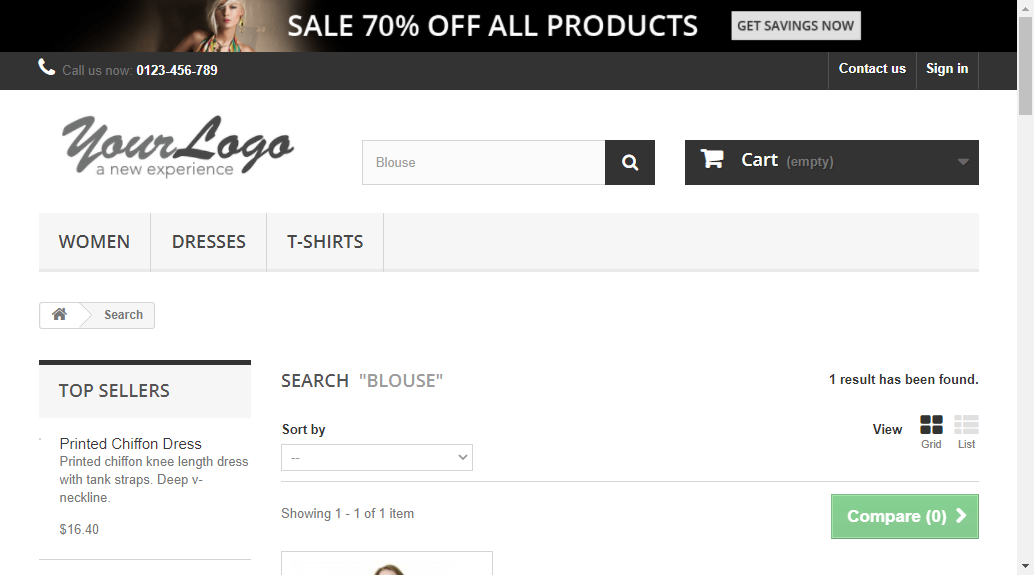 SALE 70% OFF ALL PRODUCTS
GET SAVINGS NOW
Call us now: 0123-456-789
Contact us
Sign in
YourLogo
a new experience
Blouse
Cart (empty)
WOMEN
DRESSES
T-SHIRTS
Search
TOP SELLERS
Printed Chiffon Dress
Printed chiffon knee length dress
with tank straps. Deep v-
neckline.
$16.40
SEARCH "BLOUSE"
1 result has been found.
Sort by
--
View
Grid
List
Showing 1 - 1 of 1 item
Compare (0)